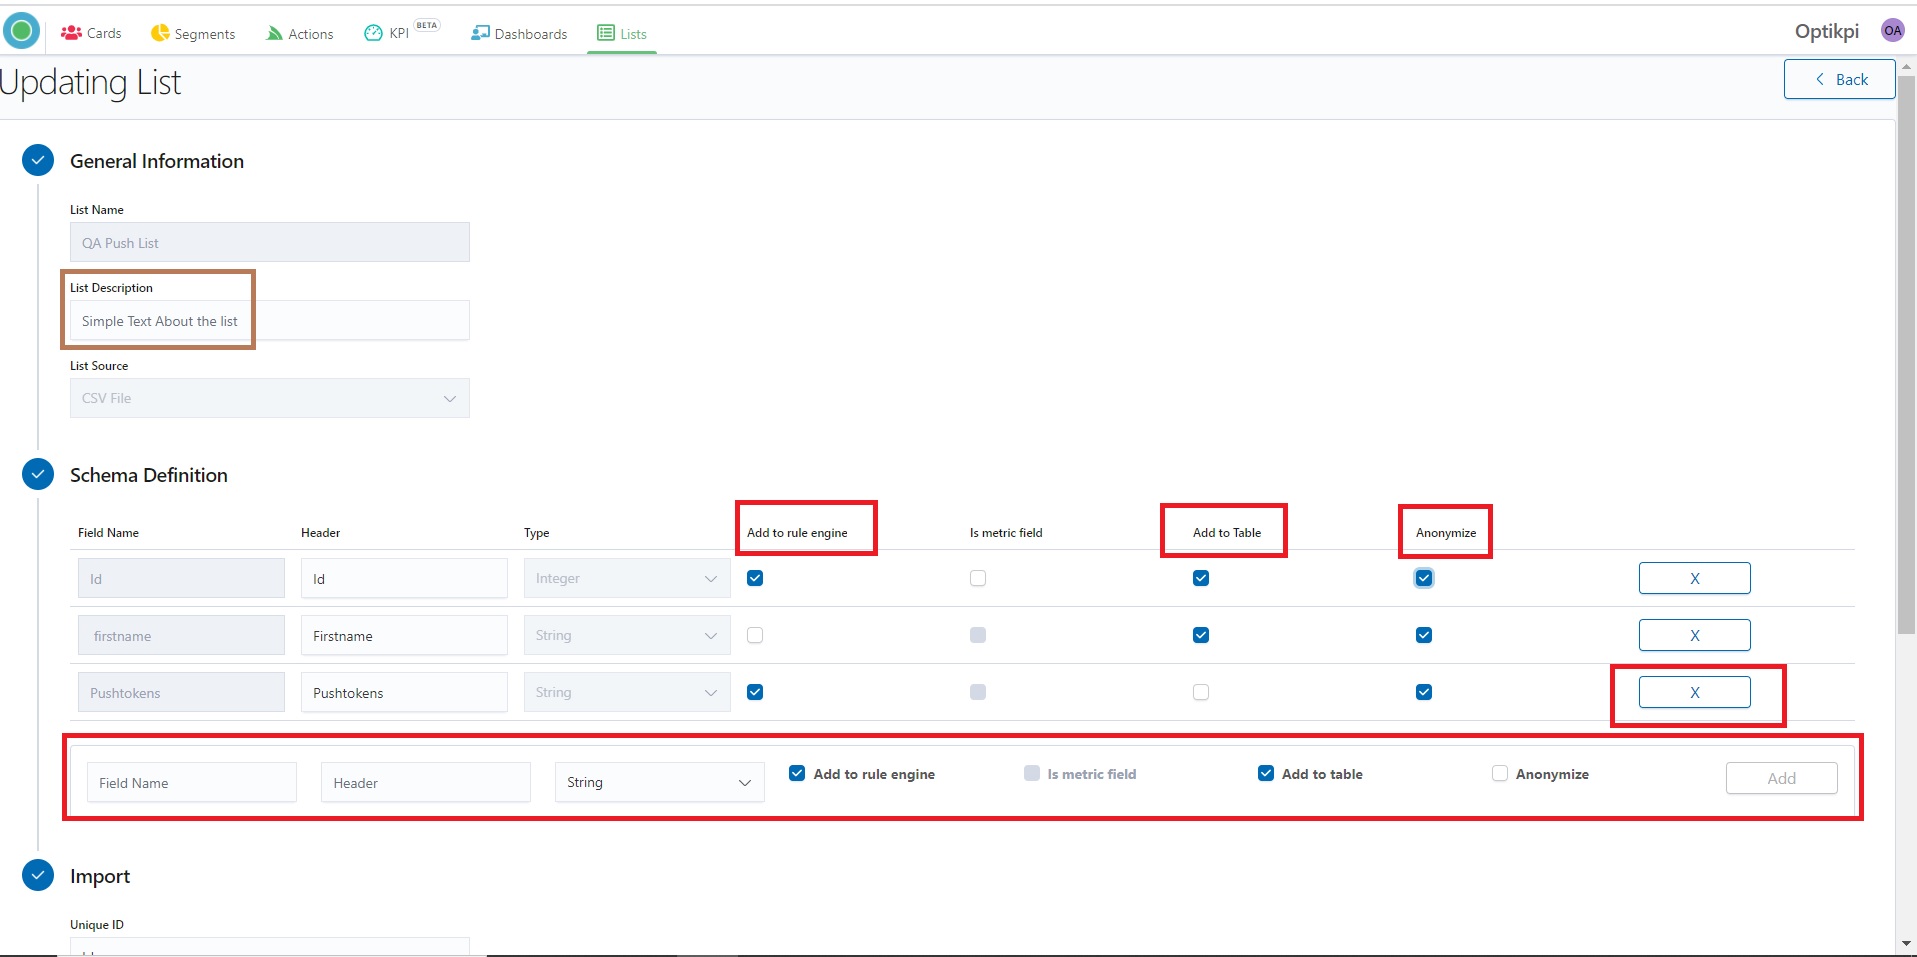 Cards Segments Actions KPI BETA Dashboards Lists Optikpi OA
Updating List
Back
General Information
List Name
QA Push List
List Description
Simple Text About the list
List Source
CSV File
Schema Definition
Field Name Header Type Add to rule engine Is metric field Add to Table Anonymize
Id Id Integer X
firstname Firstname String X
Pushtokens Pushtokens String X
Field Name Header String Add to rule engine Is metric field Add to table Anonymize Add
Import
Unique ID